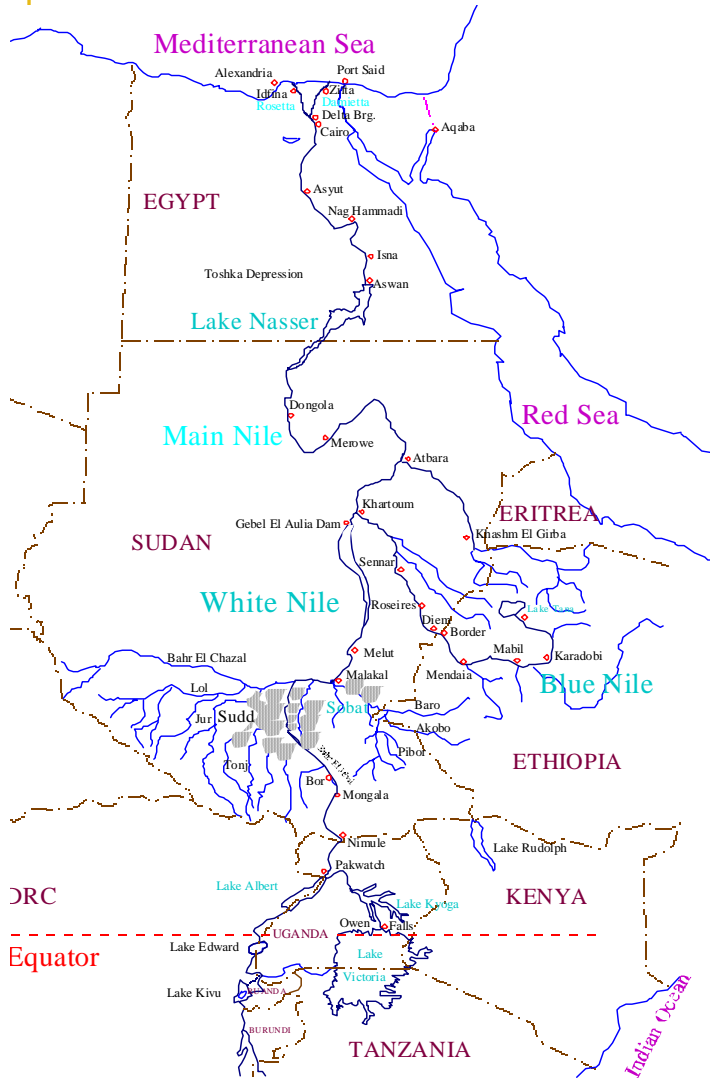 Mediterranean Sea
Port Said
Alexandria
Idfina
Zifta
Rosetta
Damietta
Delta Brg.
Cairo
Aqaba
Asyut
EGYPT
Nag Hammadi
Isna
Toshka Depression
Aswan
Lake Nasser
Dongola
Red Sea
Main Nile
Merowe
Atbara
Khartoum
ERITREA
Gebel El Aulia Dam
Khashm El Girba
SUDAN
Sennar
White Nile
Roseires
Lake Tana
Diem
Border
Melut
Mabil
Karadobi
Bahr El Chazal
Mendaia
Malakal
Blue Nile
Lol
Baro
Sobat
Jur
Sudd
Akobo
Pibor
Tonj
ETHIOPIA
Bor
Mongala
Nimule
Lake Rudolph
Pakwatch
Lake Albert
DRC
KENYA
Lake Kyoga
Owen
Falls
UGANDA
Lake Edward
Equator
Lake
Victoria
Lake Kivu
BURUNDI
TANZANIA
Indian Ocean